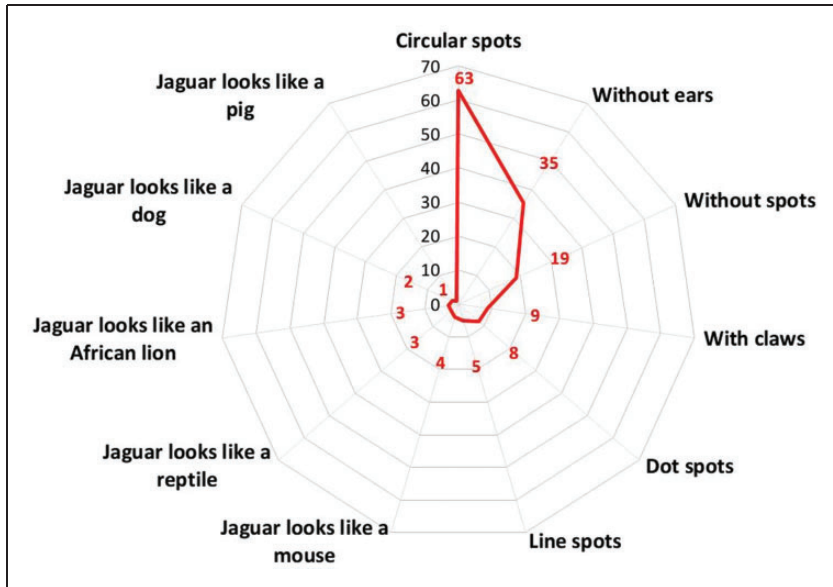 Circular spots
Jaguar looks like a
pig
Without ears
Jaguar looks like a
dog
Without spots
Jaguar looks like an
African lion
With claws
Jaguar looks like a
reptile
Dot spots
Jaguar looks like a
mouse
Line spots
70
60
50
40
30
20
10
0
63
35
19
9
8
5
4
3
3
2
1